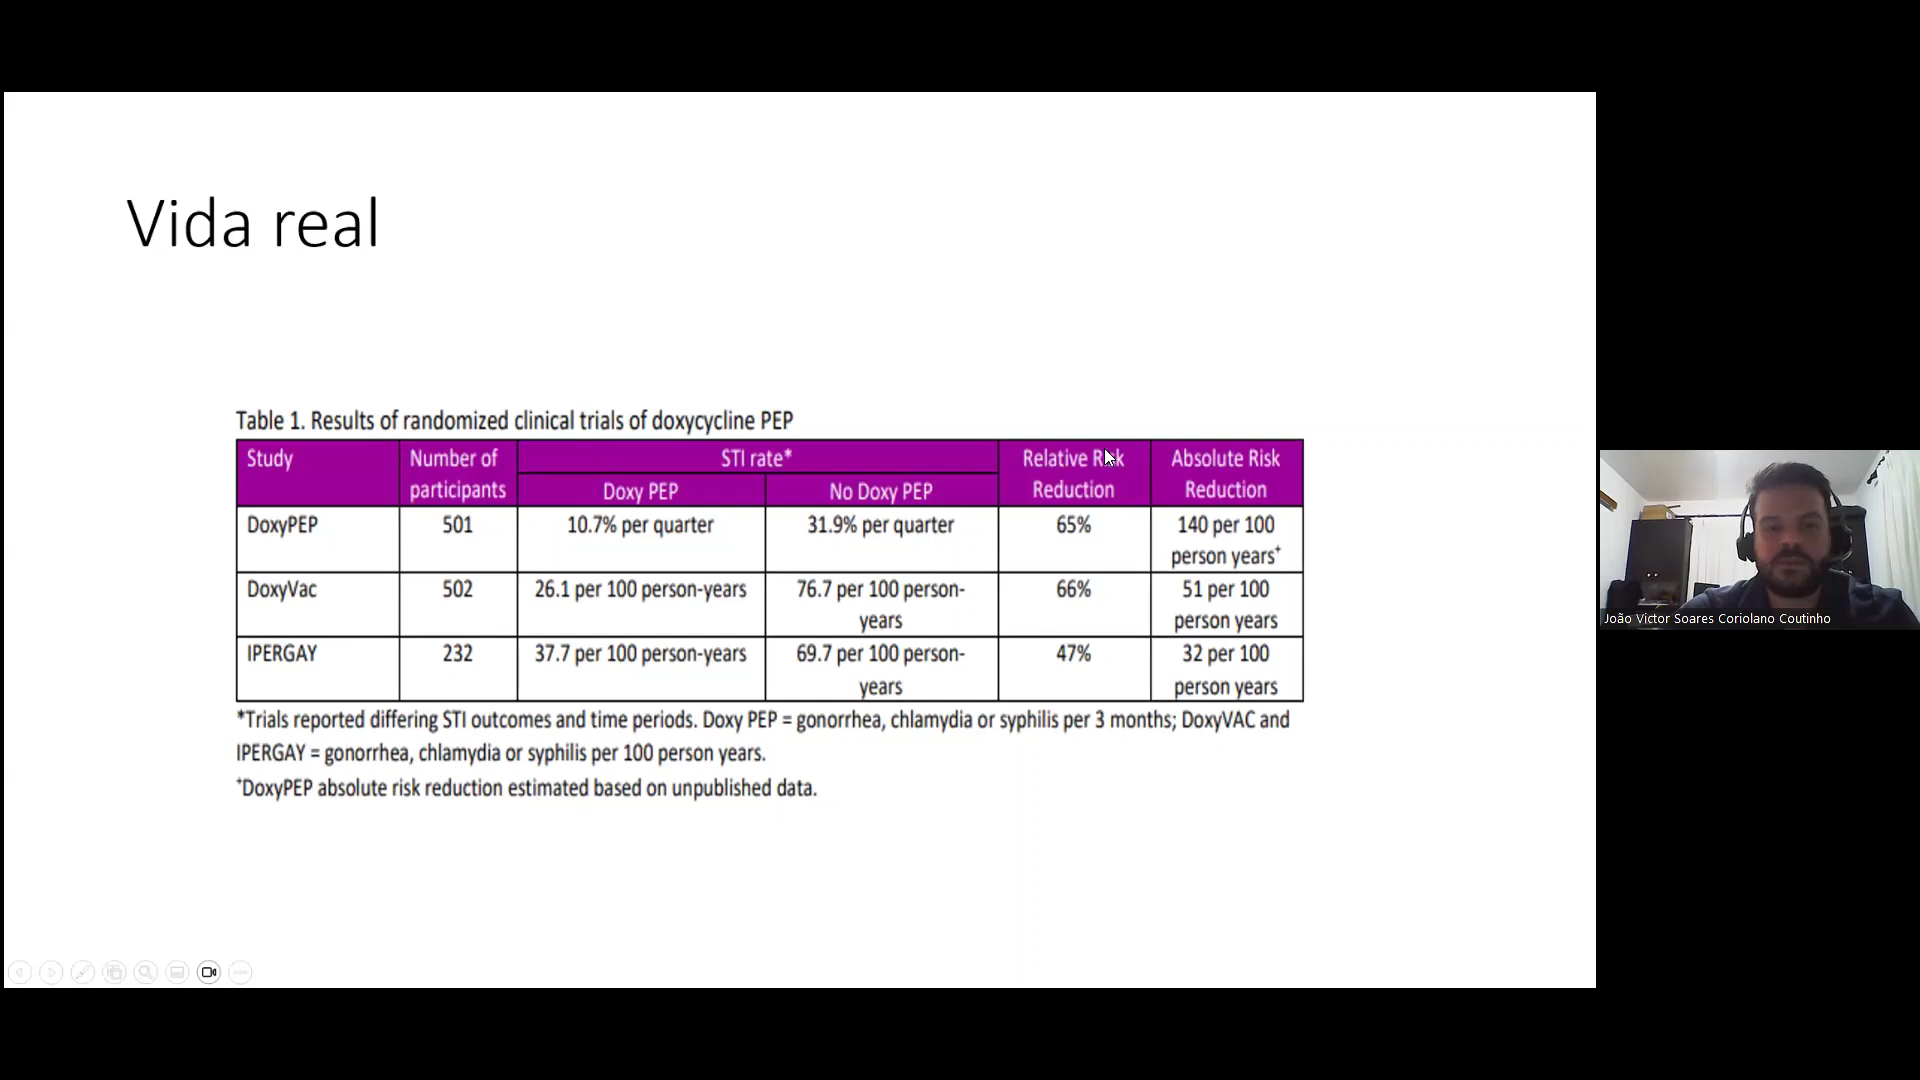 Vida real
Table 1. Results of randomized clinical trials of doxycycline PEP
Study
Number of
participants
STI rate*
Doxy PEP
No Doxy PEP
Relative Risk
Reduction
Absolute Risk
Reduction
DoxyPEP
501
10.7% per quarter
31.9% per quarter
65%
140 per 100
person years⁺
DoxyVac
502
26.1 per 100 person-years
76.7 per 100 person-
years
66%
51 per 100
person years
IPERGAY
232
37.7 per 100 person-years
69.7 per 100 person-
years
47%
32 per 100
person years
*Trials reported differing STI outcomes and time periods. Doxy PEP = gonorrhea, chlamydia or syphilis per 3 months; DoxyVAC and
IPERGAY = gonorrhea, chlamydia or syphilis per 100 person years.
⁺DoxyPEP absolute risk reduction estimated based on unpublished data.
João Victor Soares Coriolano Coutinho